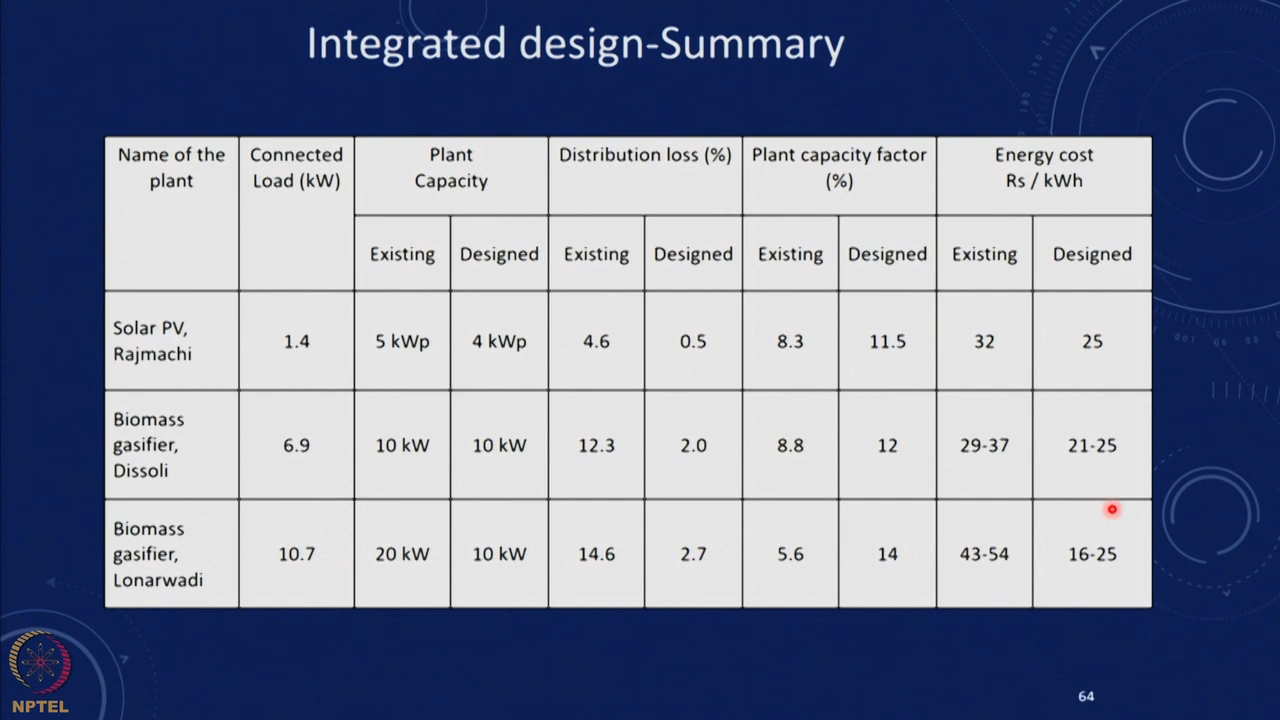 Integrated design-Summary
Name of the plant Connected Load (kW) Plant Capacity Distribution loss (%) Plant capacity factor (%) Energy cost Rs / kWh
Existing Designed Existing Designed Existing Designed Existing Designed
Solar PV, Rajmachi 1.4 5 kWp 4 kWp 4.6 0.5 8.3 11.5 32 25
Biomass gasifier, Dissoli 6.9 10 kW 10 kW 12.3 2.0 8.8 12 29-37 21-25
Biomass gasifier, Lonarwadi 10.7 20 kW 10 kW 14.6 2.7 5.6 14 43-54 16-25
NPTEL
64